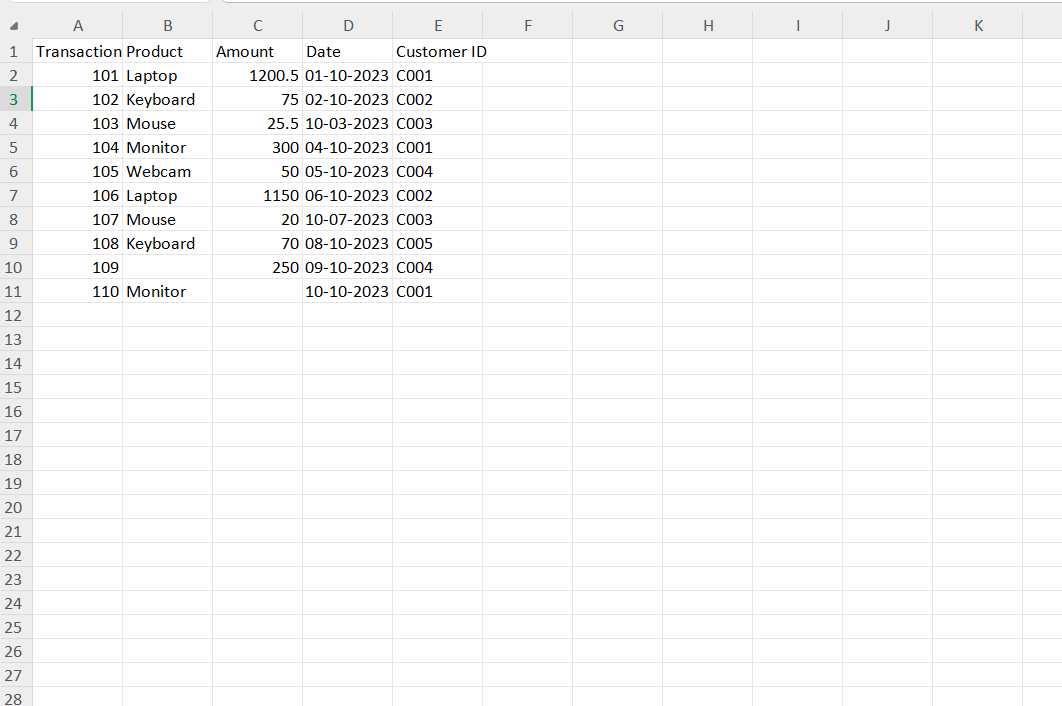 A B C D E F G H I J K
1 Transaction Product Amount Date Customer ID
2 101 Laptop 1200.5 01-10-2023 C001
3 102 Keyboard 75 02-10-2023 C002
4 103 Mouse 25.5 10-03-2023 C003
5 104 Monitor 300 04-10-2023 C001
6 105 Webcam 50 05-10-2023 C004
7 106 Laptop 1150 06-10-2023 C002
8 107 Mouse 20 10-07-2023 C003
9 108 Keyboard 70 08-10-2023 C005
10 109 250 09-10-2023 C004
11 110 Monitor 10-10-2023 C001
12
13
14
15
16
17
18
19
20
21
22
23
24
25
26
27
28